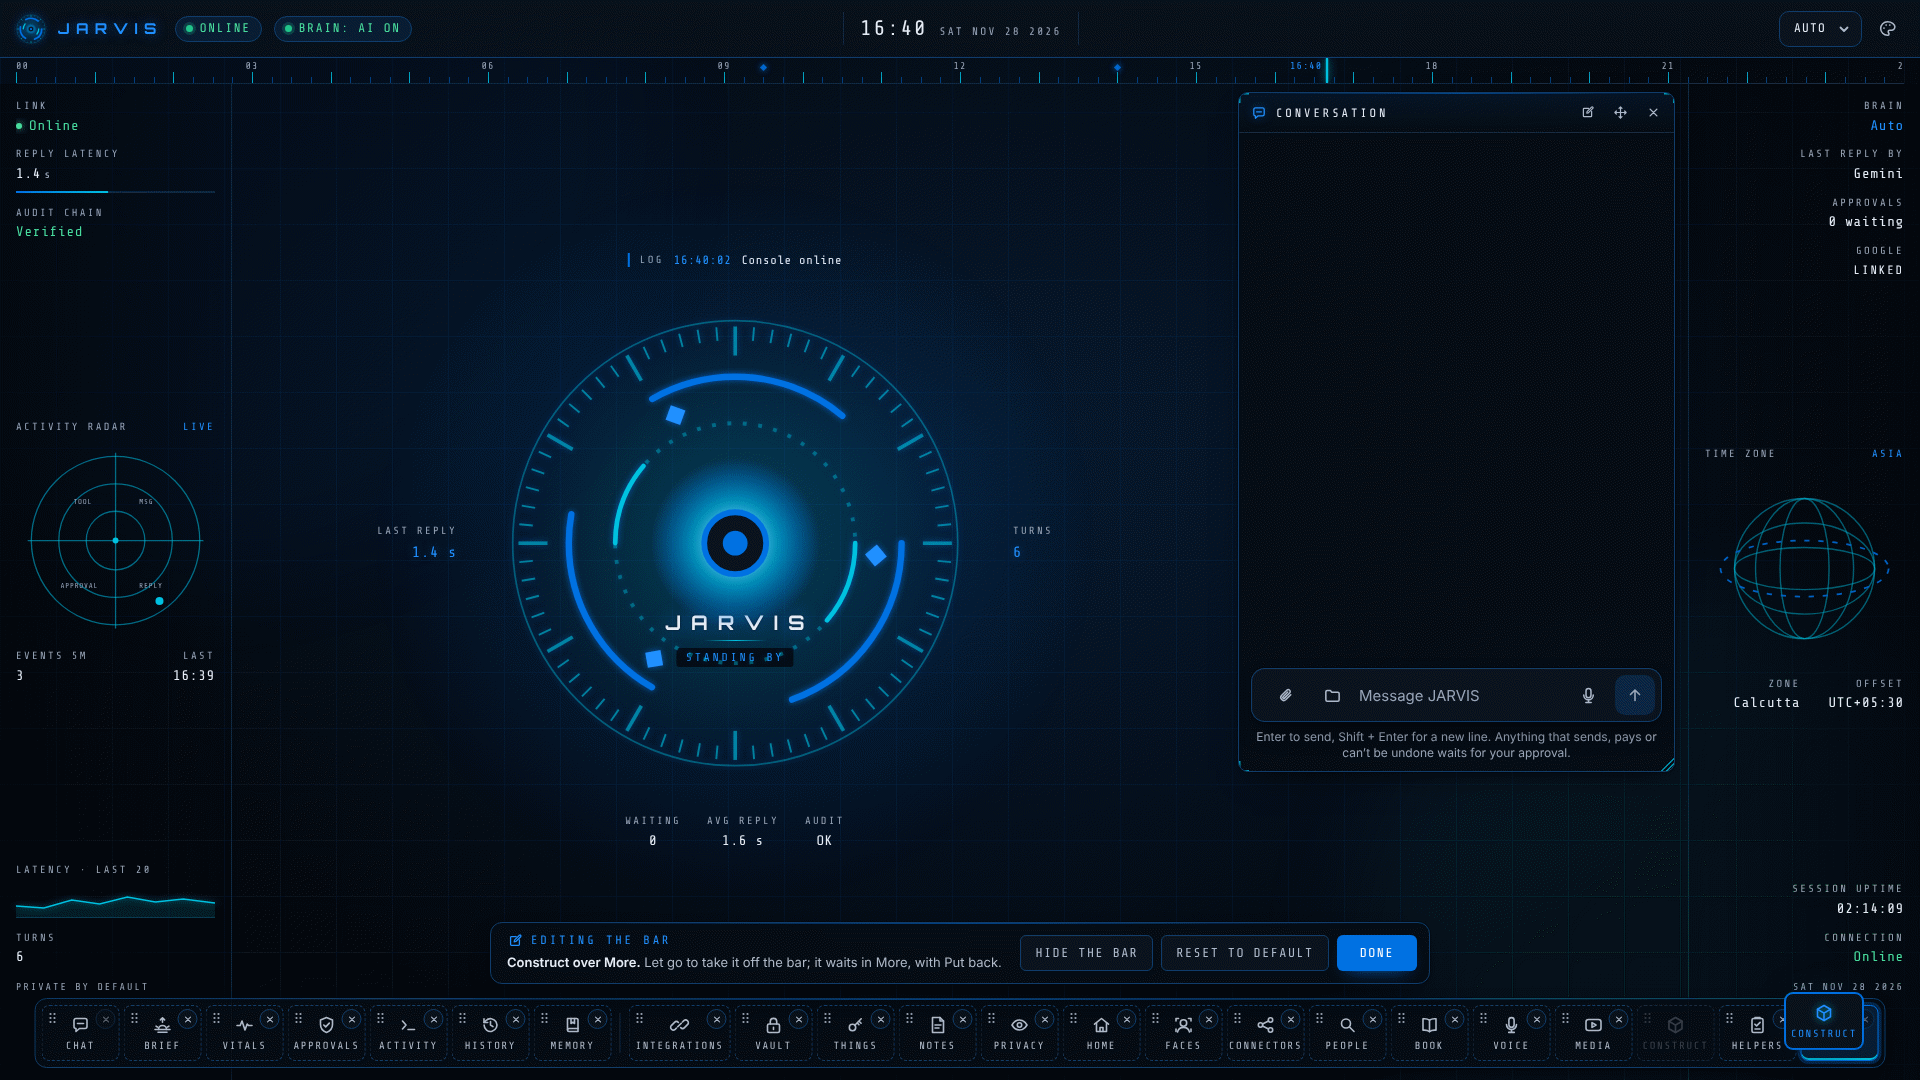 JARVIS
ONLINE
BRAIN: AI ON
16:40 SAT NOV 28 2026
AUTO
00 03 06 09 12 15 16:40 18 21 2
LINK
Online
REPLY LATENCY
1.4 s
AUDIT CHAIN
Verified
LOG 16:40:02 Console online
CONVERSATION
BRAIN
Auto
LAST REPLY BY
Gemini
APPROVALS
0 waiting
GOOGLE
LINKED
ACTIVITY RADAR LIVE
TOOL MSG
APPROVAL REPLY
EVENTS 5M LAST
3 16:39
LAST REPLY
1.4 s
TURNS
6
JARVIS
STANDING BY
WAITING AVG REPLY AUDIT
0 1.6 s OK
Message JARVIS
Enter to send, Shift + Enter for a new line. Anything that sends, pays or
can't be undone waits for your approval.
TIME ZONE ASIA
ZONE OFFSET
Calcutta UTC+05:30
LATENCY · LAST 20
TURNS
6
PRIVATE BY DEFAULT
SESSION UPTIME
02:14:09
CONNECTION
Online
SAT NOV 28 2026
EDITING THE BAR
Construct over More. Let go to take it off the bar; it waits in More, with Put back.
HIDE THE BAR
RESET TO DEFAULT
DONE
CHAT BRIEF VITALS APPROVALS ACTIVITY HISTORY MEMORY INTEGRATIONS VAULT THINGS NOTES PRIVACY HOME FACES CONNECTORS PEOPLE BOOK VOICE MEDIA CONSTRUCT HELPERS CONSTRUCT